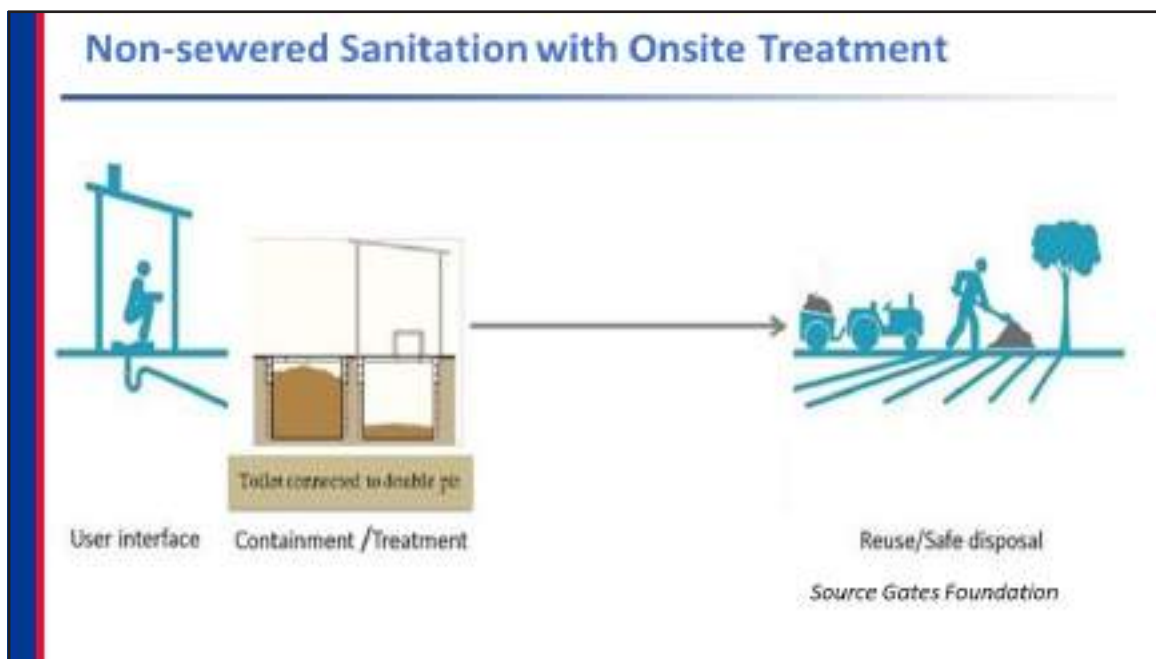 Non-sewered Sanitation with Onsite Treatment
Toilet connected to double pit
User interface
Containment /Treatment
Reuse/Safe disposal
Source Gates Foundation